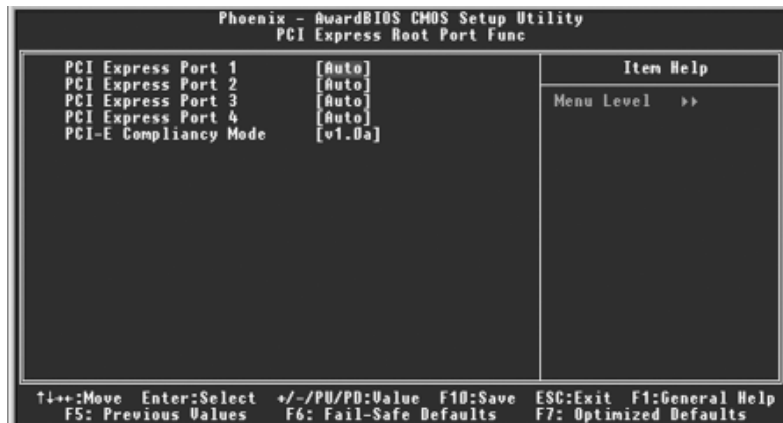 Phoenix - AwardBIOS CMOS Setup Utility
PCI Express Root Port Func
PCI Express Port 1 [Auto]
PCI Express Port 2 [Auto]
PCI Express Port 3 [Auto]
PCI Express Port 4 [Auto]
PCI-E Compliancy Mode [v1.0a]
Item Help
Menu Level ▸▸
↑↓→←:Move Enter:Select +/-/PU/PD:Value F10:Save ESC:Exit F1:General Help
F5: Previous Values F6: Fail-Safe Defaults F7: Optimized Defaults